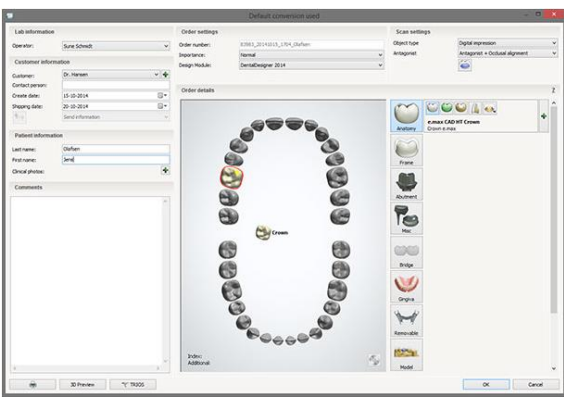 Default conversion used
Lab information
Operator: Sune Schmidt
Customer information
Customer: Dr. Hansen
Contact person:
Create date: 15-10-2014
Shipping date: 20-10-2014
Send information
Patient information
Last name: Olafsen
First name: Jens
Clinical photos:
Comments
Order settings
Order number:
Importance: Normal
Design Module: DentalDesigner 2014
Scan settings
Object type Digital impression
Antagonist Antagonist + Occlusal alignment
Order details
Crown
Index:
Additional:
Anatomy
Frame
Abutment
Misc
Bridge
Gingiva
Removable
Model
e.max CAD HT Crown
Crown e.max
3D Preview
TRIOS
OK
Cancel